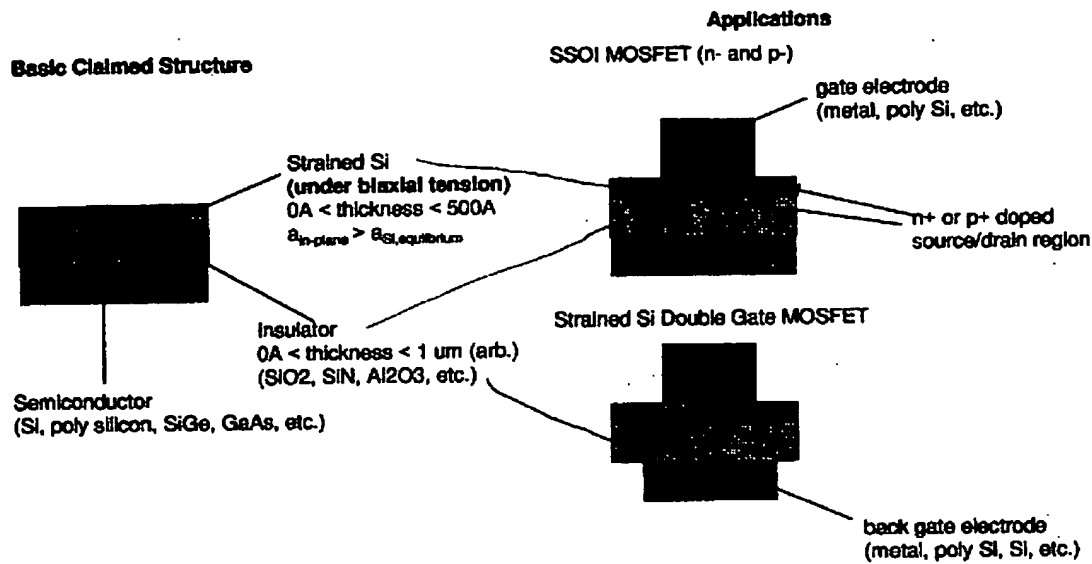 Applications
SSOI MOSFET (n- and p-)
Basic Claimed Structure
gate electrode
(metal, poly Si, etc.)
Strained Si
(under biaxial tension)
0A < thickness < 500A
a in-plane > a Si,equilibrium
n+ or p+ doped
source/drain region
Strained Si Double Gate MOSFET
Insulator
0A < thickness < 1 um (arb.)
(SiO2, SiN, Al2O3, etc.)
Semiconductor
(Si, poly silicon, SiGe, GaAs, etc.)
back gate electrode
(metal, poly Si, Si, etc.)